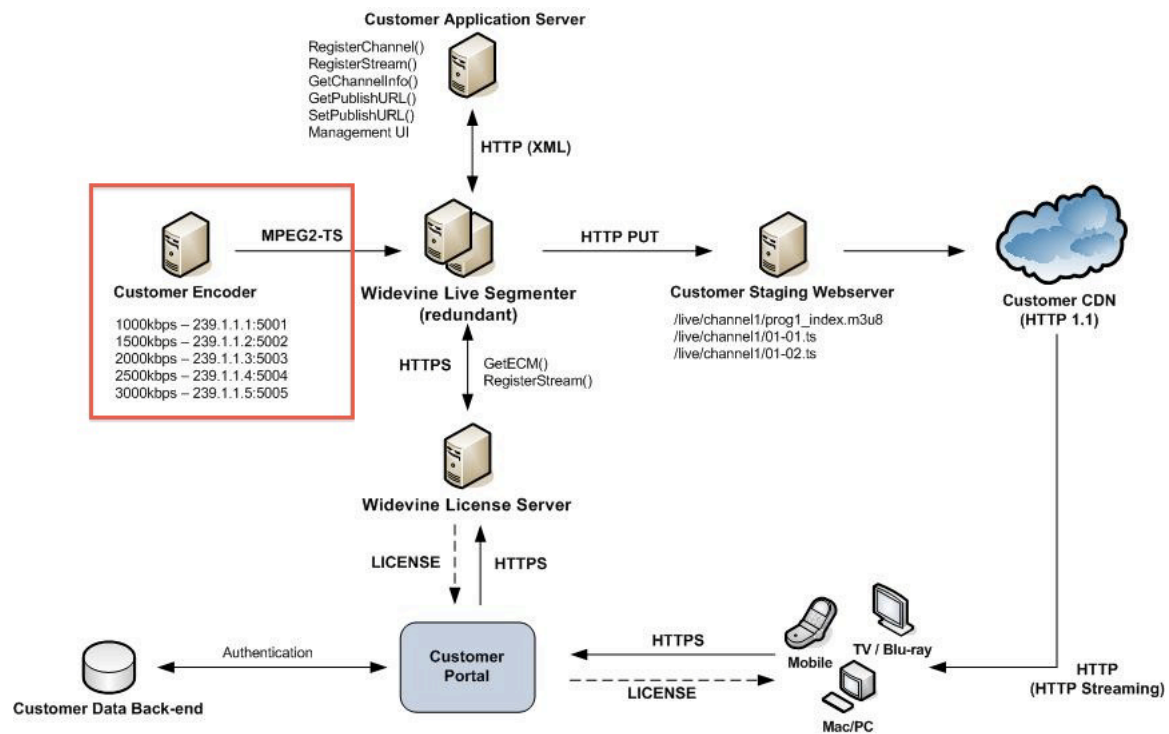 Customer Application Server
RegisterChannel()
RegisterStream()
GetChannelInfo()
GetPublishURL()
SetPublishURL()
Management UI
HTTP (XML)
MPEG2-TS
HTTP PUT
Customer Encoder
1000kbps – 239.1.1.1:5001
1500kbps – 239.1.1.2:5002
2000kbps – 239.1.1.3:5003
2500kbps – 239.1.1.4:5004
3000kbps – 239.1.1.5:5005
Widevine Live Segmenter
(redundant)
Customer Staging Webserver
/live/channel1/prog1_index.m3u8
/live/channel1/01-01.ts
/live/channel1/01-02.ts
Customer CDN
(HTTP 1.1)
HTTPS
GetECM()
RegisterStream()
Widevine License Server
LICENSE
HTTPS
Customer Data Back-end
Authentication
Customer
Portal
HTTPS
LICENSE
Mobile
TV / Blu-ray
Mac/PC
HTTP
(HTTP Streaming)